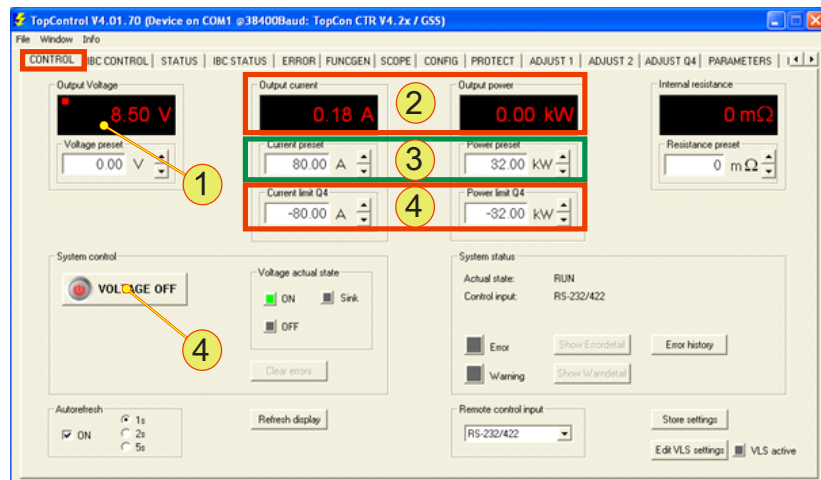 TopControl V4.01.70 (Device on COM1 @38400Baud: TopCon CTR V4.2x / GSS)
File Window Info
CONTROL IBC CONTROL STATUS IBC STATUS ERROR FUNCGEN SCOPE CONFIG PROTECT ADJUST 1 ADJUST 2 ADJUST Q4 PARAMETERS
Output Voltage Output current Output power Internal resistance
8.50 V 0.18 A 2 0.00 kW 0 mΩ
Voltage preset Current preset Power preset Resistance preset
0.00 V 80.00 A 3 32.00 kW 0 mΩ
1
Current limit Q4 Power limit Q4
-80.00 A 4 -32.00 kW
System control System status
VOLTAGE OFF Voltage actual state Actual state: RUN
ON Sink Control input: RS-232/422
OFF
4 Error Show Errordetail Error history
Clear errors Warning Show Warndetail
Autorefresh Remote control input
ON 1s Refresh display Store settings
2s RS-232/422
5s Edit VLS settings VLS active